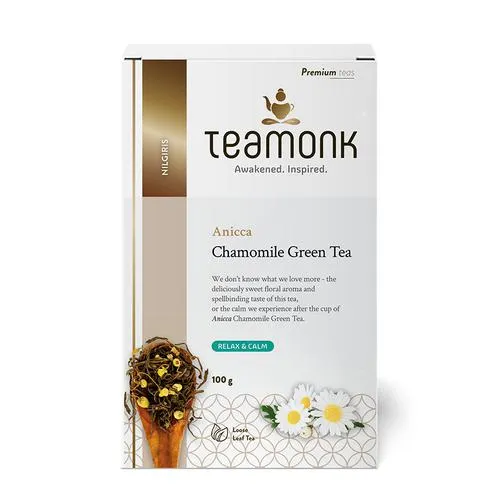 Premium teas
NILGIRIS
Teamonk
Awakened. Inspired.
Anicca
Chamomile Green Tea
We don't know what we love more - the
deliciously sweet floral aroma and
spellbinding taste of this tea,
or the calm we experience after the cup of
Anicca Chamomile Green Tea.
RELAX & CALM
100 g
Loose
Leaf Tea